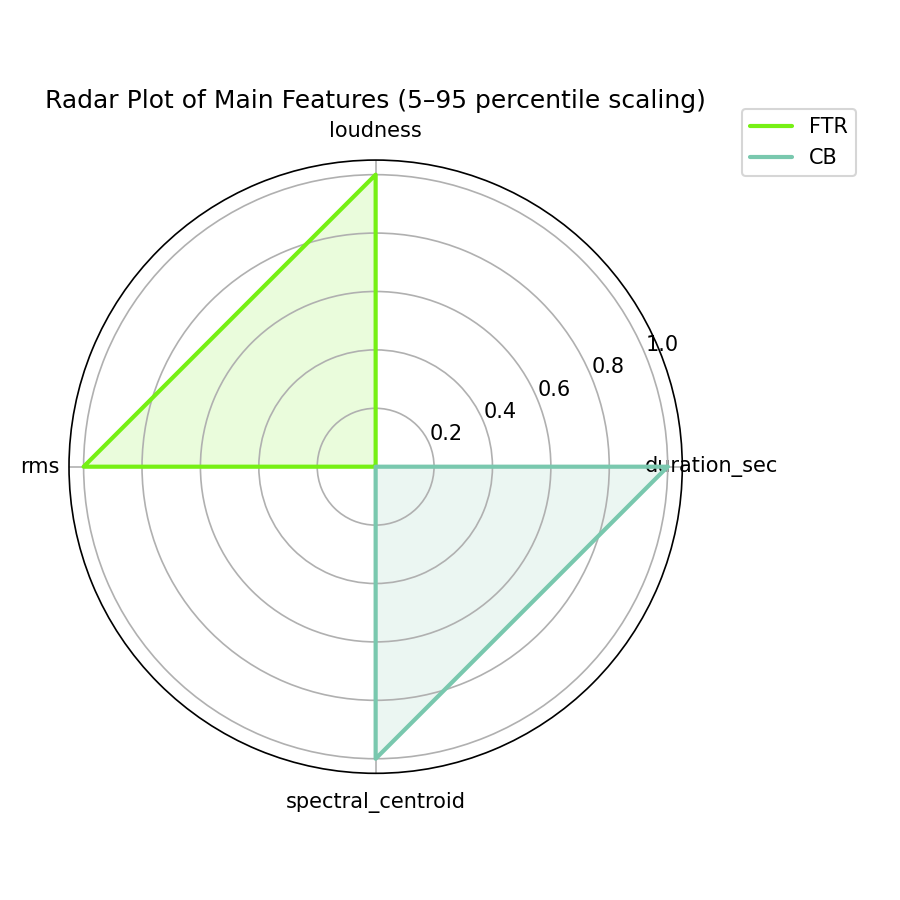 Radar Plot of Main Features (5–95 percentile scaling)
loudness
FTR
CB
1.0
0.8
0.6
0.4
0.2
rms
duration_sec
spectral_centroid